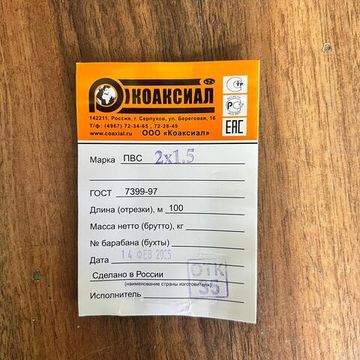 КОАКСИАЛ
142211, Россия, г. Серпухов, ул. Береговая, 16
Т/ф: (4967) 72-34-65, 72-28-49
www.coaxial.ru ООО «Коаксиал»
EAC
Марка ПВС 2х1.5
ГОСТ 7399-97
Длина (отрезки), м 100
Масса нетто (брутто), кг
№ барабана (бухты)
Дата 14 ФЕВ
Сделано в России
(наименование страны изготовителя)
Исполнитель
ОТК